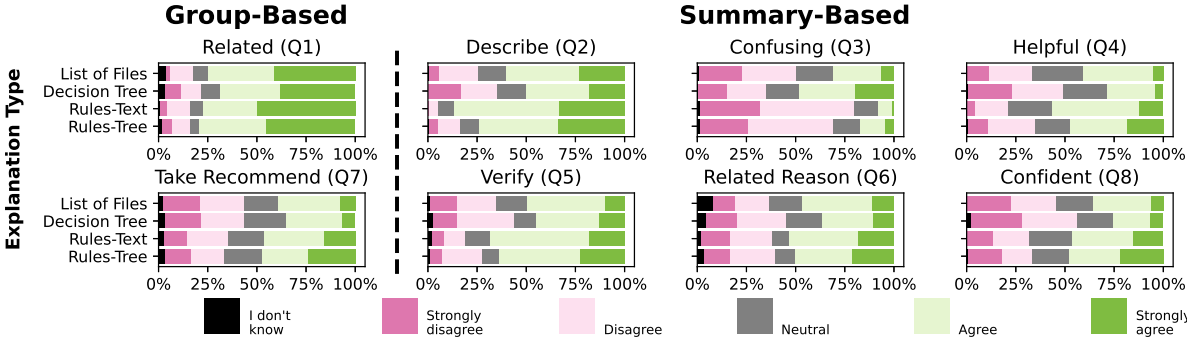 Group-Based
Summary-Based
Explanation Type
Related (Q1)
Describe (Q2)
Confusing (Q3)
Helpful (Q4)
List of Files
Decision Tree
Rules-Text
Rules-Tree
0% 25% 50% 75% 100%
0% 25% 50% 75% 100%
0% 25% 50% 75% 100%
0% 25% 50% 75% 100%
Take Recommend (Q7)
Verify (Q5)
Related Reason (Q6)
Confident (Q8)
List of Files
Decision Tree
Rules-Text
Rules-Tree
0% 25% 50% 75% 100%
0% 25% 50% 75% 100%
0% 25% 50% 75% 100%
0% 25% 50% 75% 100%
I don't
know
Strongly
disagree
Disagree
Neutral
Agree
Strongly
agree